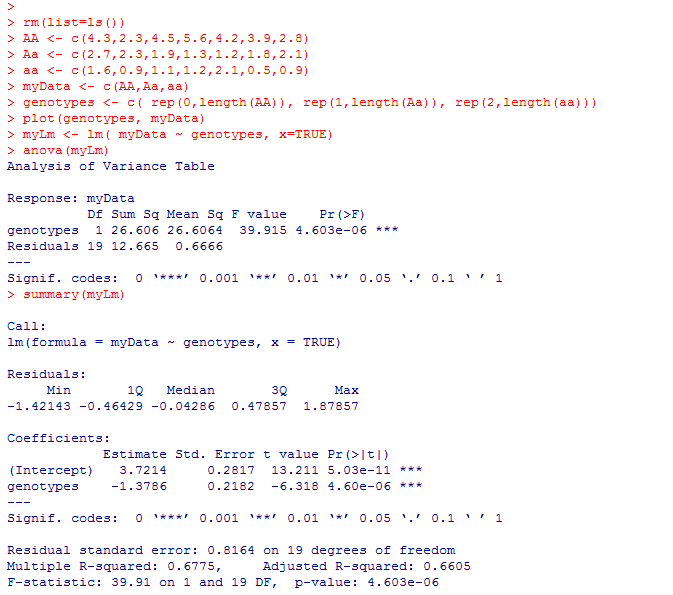 >
> rm(list=ls())
> AA <- c(4.3,2.3,4.5,5.6,4.2,3.9,2.8)
> Aa <- c(2.7,2.3,1.9,1.3,1.2,1.8,2.1)
> aa <- c(1.6,0.9,1.1,1.2,2.1,0.5,0.9)
> myData <- c(AA,Aa,aa)
> genotypes <- c( rep(0,length(AA)), rep(1,length(Aa)), rep(2,length(aa)))
> plot(genotypes, myData)
> myLm <- lm( myData ~ genotypes, x=TRUE)
> anova(myLm)
Analysis of Variance Table
Response: myData
Df Sum Sq Mean Sq F value Pr(>F)
genotypes 1 26.606 26.6064 39.915 4.603e-06 ***
Residuals 19 12.665 0.6666
---
Signif. codes: 0 ‘***’ 0.001 ‘**’ 0.01 ‘*’ 0.05 ‘.’ 0.1 ‘ ’ 1
> summary(myLm)
Call:
lm(formula = myData ~ genotypes, x = TRUE)
Residuals:
Min 1Q Median 3Q Max
-1.42143 -0.46429 -0.04286 0.47857 1.87857
Coefficients:
Estimate Std. Error t value Pr(>|t|)
(Intercept) 3.7214 0.2817 13.211 5.03e-11 ***
genotypes -1.3786 0.2182 -6.318 4.60e-06 ***
---
Signif. codes: 0 ‘***’ 0.001 ‘**’ 0.01 ‘*’ 0.05 ‘.’ 0.1 ‘ ’ 1
Residual standard error: 0.8164 on 19 degrees of freedom
Multiple R-squared: 0.6775, Adjusted R-squared: 0.6605
F-statistic: 39.91 on 1 and 19 DF, p-value: 4.603e-06